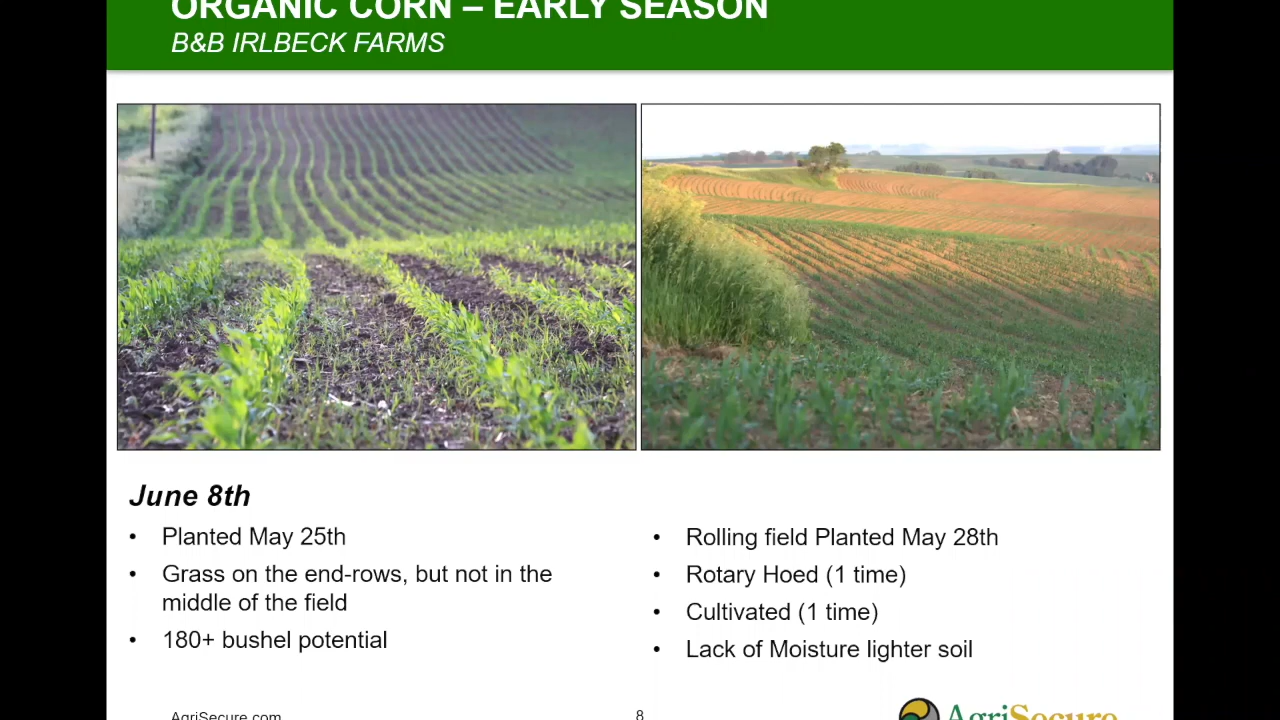 ORGANIC CORN – EARLY SEASON
B&B IRLBECK FARMS
June 8th
• Planted May 25th
• Grass on the end-rows, but not in the
middle of the field
• 180+ bushel potential
• Rolling field Planted May 28th
• Rotary Hoed (1 time)
• Cultivated (1 time)
• Lack of Moisture lighter soil
AgriSecure.com
8
AgriSecure